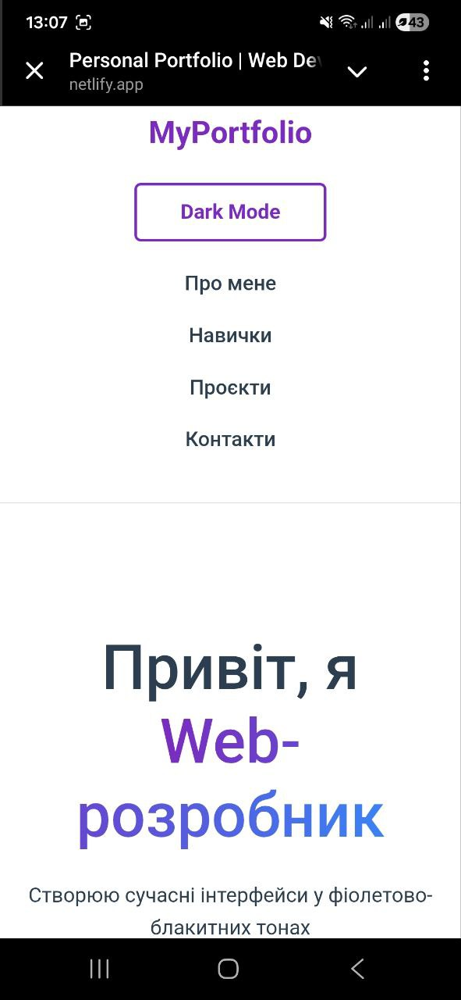 13:07
43
Personal Portfolio | Web De
netlify.app
MyPortfolio
Dark Mode
Про мене
Навички
Проєкти
Контакти
Привіт, я
Web-
розробник
Створюю сучасні інтерфейси у фіолетово-
блакитних тонах